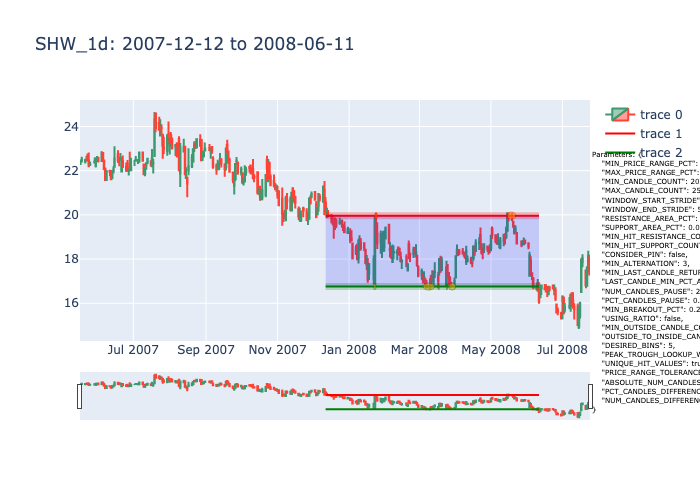 SHW_1d: 2007-12-12 to 2008-06-11
24
22
20
18
16
Jul 2007
Sep 2007
Nov 2007
Jan 2008
Mar 2008
May 2008
Jul 2008
trace 0
trace 1
trace 2
Parameters: {
"MIN_PRICE_RANGE_PCT":
"MAX_PRICE_RANGE_PCT":
"MIN_CANDLE_COUNT": 20
"MAX_CANDLE_COUNT": 25
"WINDOW_START_STRIDE"
"WINDOW_END_STRIDE": 5
"RESISTANCE_AREA_PCT":
"SUPPORT_AREA_PCT": 0.0
"MIN_HIT_RESISTANCE_CO
"MIN_HIT_SUPPORT_COUNT
"CONSIDER_PIN": false,
"MIN_ALTERNATION": 3,
"MIN_LAST_CANDLE_RETUR
"LAST_CANDLE_MIN_PCT_A
"NUM_CANDLES_PAUSE": 2
"PCT_CANDLES_PAUSE": 0.
"MIN_BREAKOUT_PCT": 0.2
"USING_RATIO": false,
"MIN_OUTSIDE_CANDLE_CO
"OUTSIDE_TO_INSIDE_CAN
"DESIRED_BINS": 5,
"PEAK_TROUGH_LOOKUP_W
"UNIQUE_HIT_VALUES": tru
"PRICE_RANGE_TOLERANC
"ABSOLUTE_NUM_CANDLES
"PCT_CANDLES_DIFFERENC
"NUM_CANDLES_DIFFEREN
}